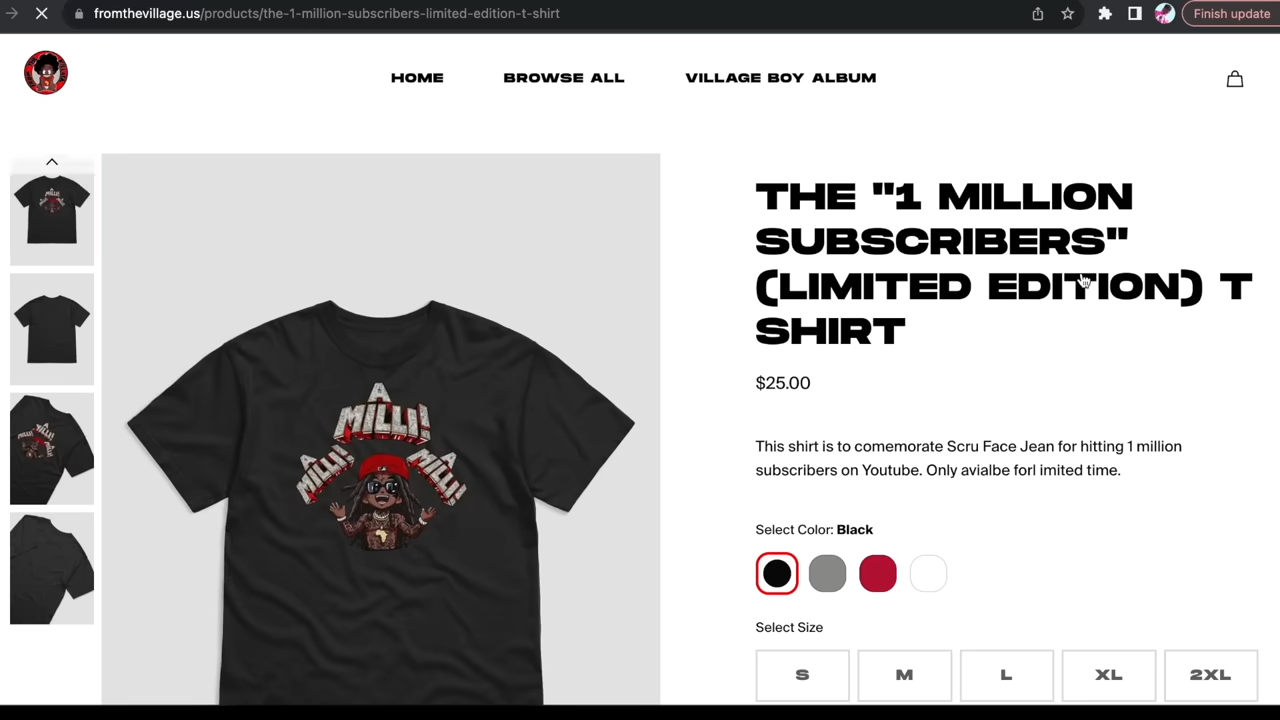 fromthevillage.us/products/the-1-million-subscribers-limited-edition-t-shirt
Finish update
HOME
BROWSE ALL
VILLAGE BOY ALBUM
THE "1 MILLION
SUBSCRIBERS"
(LIMITED EDITION) T
SHIRT
$25.00
This shirt is to comemorate Scru Face Jean for hitting 1 million
subscribers on Youtube. Only avialbe forl imited time.
Select Color: Black
Select Size
S
M
L
XL
2XL
A
MILLI!
A
MILLI!
A
MILLI!